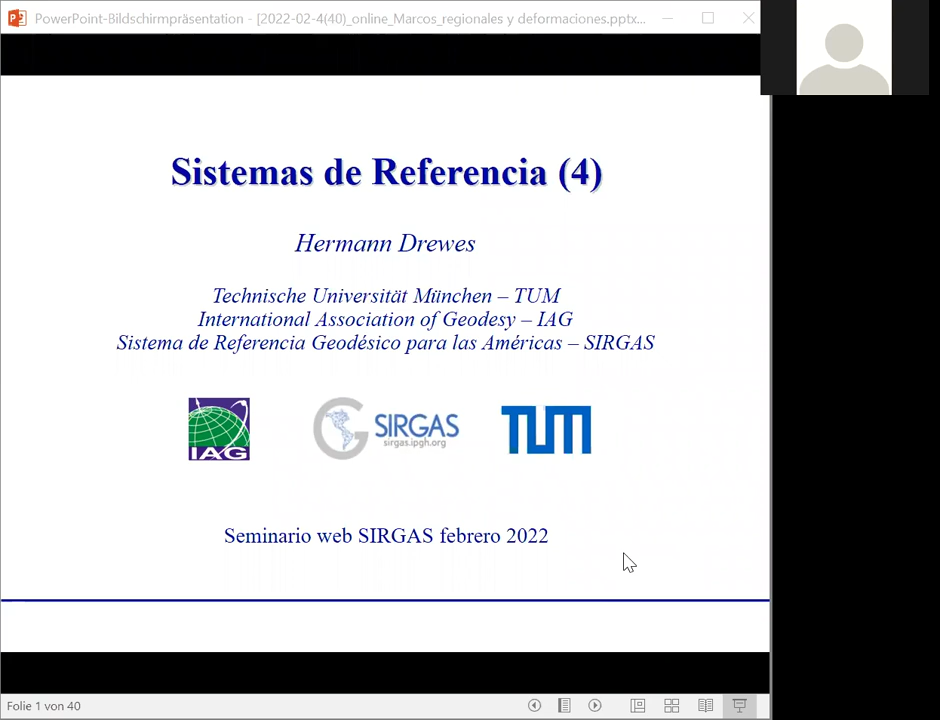 PowerPoint-Bildschirmpräsentation - [2022-02-4(40)_online_Marcos_regionales y deformaciones.pptx...
Sistemas de Referencia (4)
Hermann Drewes
Technische Universität München – TUM
International Association of Geodesy – IAG
Sistema de Referencia Geodésico para las Américas – SIRGAS
IAG
SIRGAS
sirgas.ipgh.org
TUM
Seminario web SIRGAS febrero 2022
Folie 1 von 40